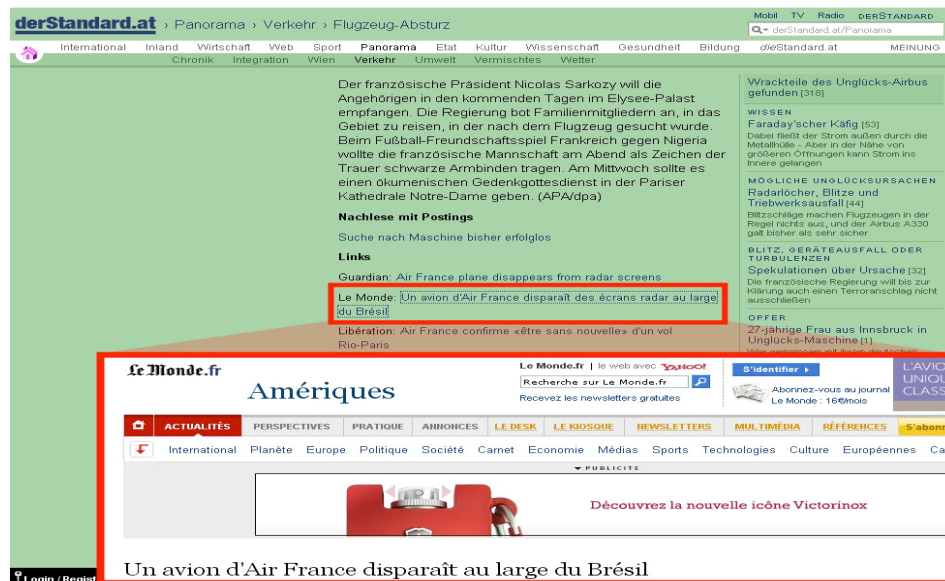 derStandard.at › Panorama › Verkehr › Flugzeug-Absturz
Mobil TV Radio DERSTANDARD
derStandard.at/Panorama
International Inland Wirtschaft Web Sport Panorama Etat Kultur Wissenschaft Gesundheit Bildung dieStandard.at MEINUNG
Chronik Integration Wien Verkehr Umwelt Vermischtes Wetter
Der französische Präsident Nicolas Sarkozy will die
Angehörigen in den kommenden Tagen im Elysee-Palast
empfangen. Die Regierung bot Familienmitgliedern an, in das
Gebiet zu reisen, in der nach dem Flugzeug gesucht wurde.
Beim Fußball-Freundschaftsspiel Frankreich gegen Nigeria
wollte die französische Mannschaft am Abend als Zeichen der
Trauer schwarze Armbinden tragen. Am Mittwoch sollte es
einen ökumenischen Gedenkgottesdienst in der Pariser
Kathedrale Notre-Dame geben. (APA/dpa)
Nachlese mit Postings
Suche nach Maschine bisher erfolglos
Links
Guardian: Air France plane disappears from radar screens
Le Monde: Un avion d'Air France disparaît des écrans radar au large
du Brésil
Libération: Air France confirme «être sans nouvelle» d'un vol
Rio-Paris
Wrackteile des Unglücks-Airbus
gefunden [318]
WISSEN
Faraday'scher Käfig [53]
Dabei fließt der Strom außen durch die
Metallhülle - Aber in der Nähe von
größeren Öffnungen kann Strom ins
Innere gelangen
MÖGLICHE UNGLÜCKSURSACHEN
Radarlöcher, Blitze und
Triebwerksausfall [44]
Blitzschläge machen Flugzeugen in der
Regel nichts aus, und der Airbus A330
galt bisher als sehr sicher
BLITZ, GERÄTEAUSFALL ODER
TURBULENZEN
Spekulationen über Ursache [32]
Die französische Regierung will bis zur
Klärung auch einen Terroranschlag nicht
ausschließen
OPFER
27-jährige Frau aus Innsbruck in
Unglücks-Maschine [1]
Le Monde.fr
Amériques
Le Monde.fr | le web avec YAHOO!
Recherche sur Le Monde.fr
Recevez les newsletters gratuites
S'identifier
Abonnez-vous au journal
Le Monde : 16€/mois
L'AVIO
UNIQU
CLASS
ACTUALITÉS PERSPECTIVES PRATIQUE ANNONCES LE DESK LE KIOSQUE NEWSLETTERS MULTIMÉDIA RÉFÉRENCES S'abonn
International Planète Europe Politique Société Carnet Economie Médias Sports Technologies Culture Européennes Ca
PUBLICITE
Découvrez la nouvelle icône Victorinox
Un avion d'Air France disparaît au large du Brésil
Login / Regist